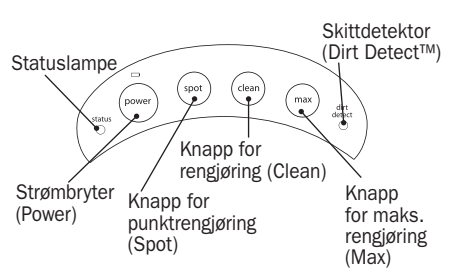 Skittdetektor
(Dirt Detect™)
Statuslampe
status
power
spot
clean
max
dirt
detect
Knapp for
rengjøring (Clean)
Strømbryter
(Power)
Knapp for
punktrengjøring
(Spot)
Knapp
for maks.
rengjøring
(Max)